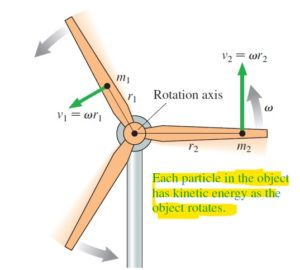 v₂ = ωr₂
m₁
r₁
Rotation axis
v₁ = ωr₁
ω
r₂
m₂
Each particle in the object
has kinetic energy as the
object rotates.